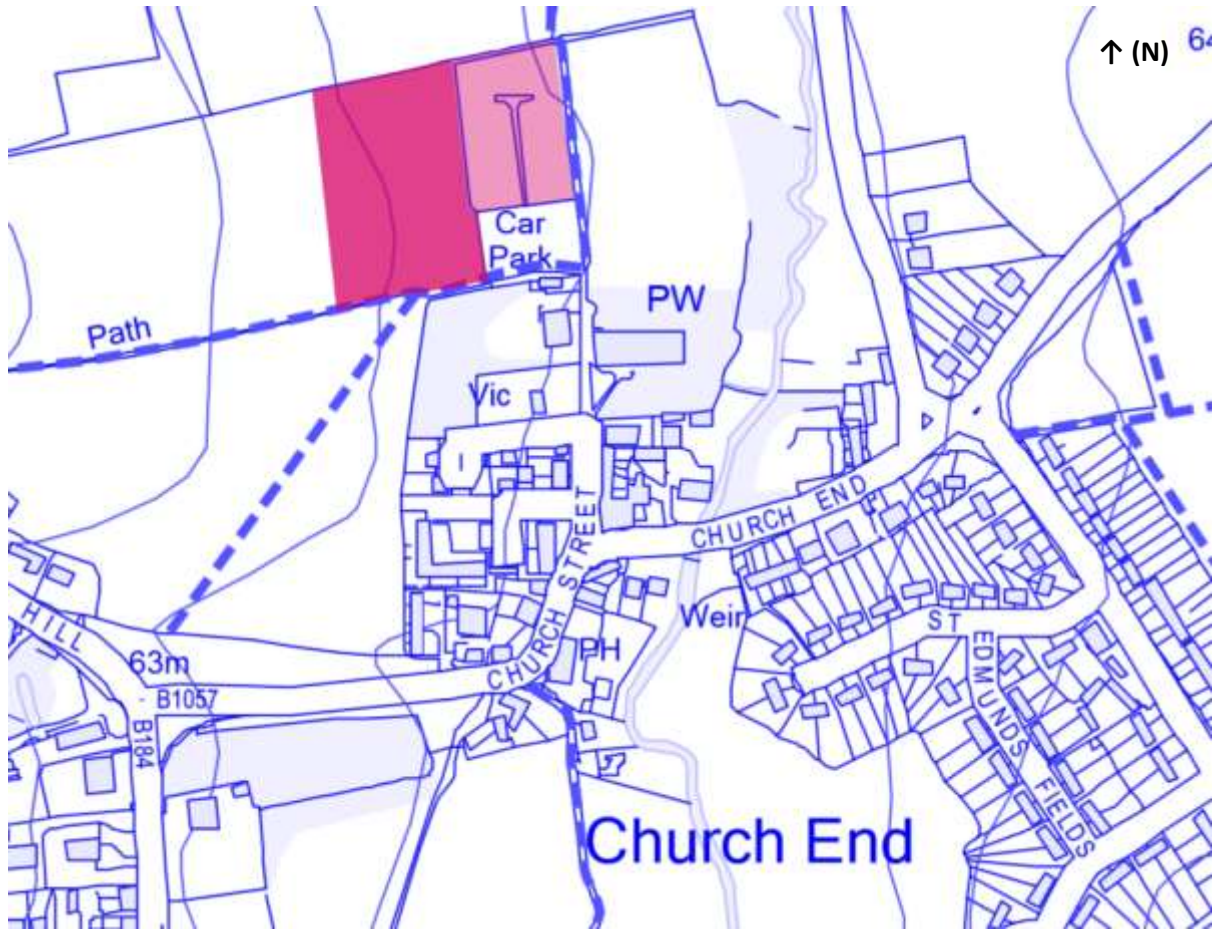 ↑ (N)
64
Car
Park
PW
Path
Vic
CHURCH END
CHURCH STREET
Weir
ST EDMUNDS FIELDS
HILL
63m
PH
B1057
B184
Church End